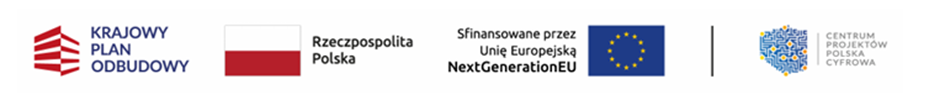 KRAJOWY
PLAN
ODBUDOWY
Rzeczpospolita
Polska
Sfinansowane przez
Unię Europejską
NextGenerationEU
CENTRUM
PROJEKTÓW
POLSKA
CYFROWA